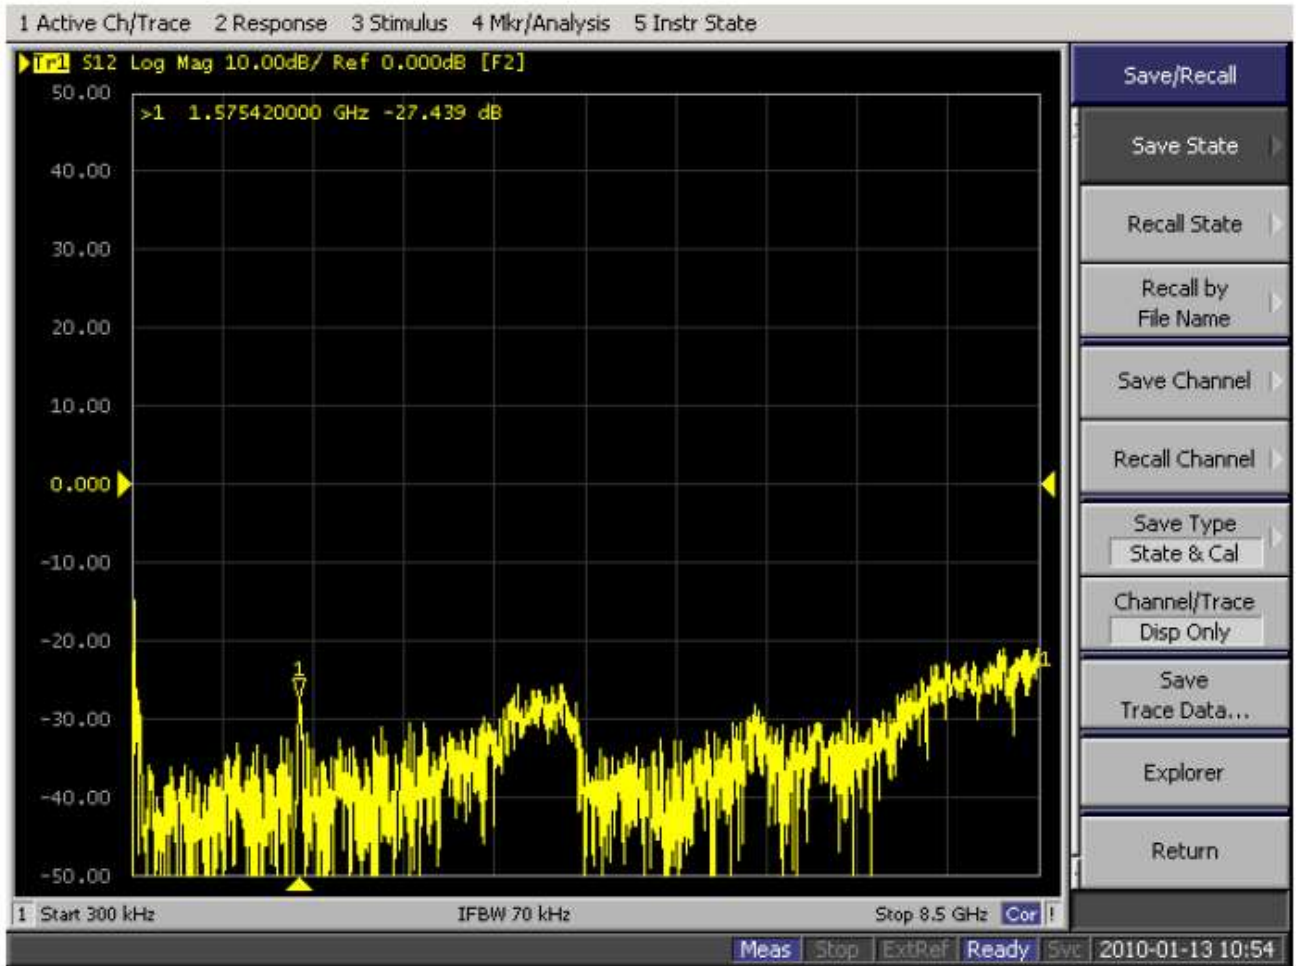 1 Active Ch/Trace 2 Response 3 Stimulus 4 Mkr/Analysis 5 Instr State
Tr1 S12 Log Mag 10.00dB/ Ref 0.000dB [F2]
>1 1.575420000 GHz -27.439 dB
50.00
40.00
30.00
20.00
10.00
0.000
-10.00
-20.00
-30.00
-40.00
-50.00
1
1
1 Start 300 kHz IFBW 70 kHz Stop 8.5 GHz Cor !
Save/Recall
Save State
Recall State
Recall by
File Name
Save Channel
Recall Channel
Save Type
State & Cal
Channel/Trace
Disp Only
Save
Trace Data...
Explorer
Return
Meas Stop ExtRef Ready Svc 2010-01-13 10:54